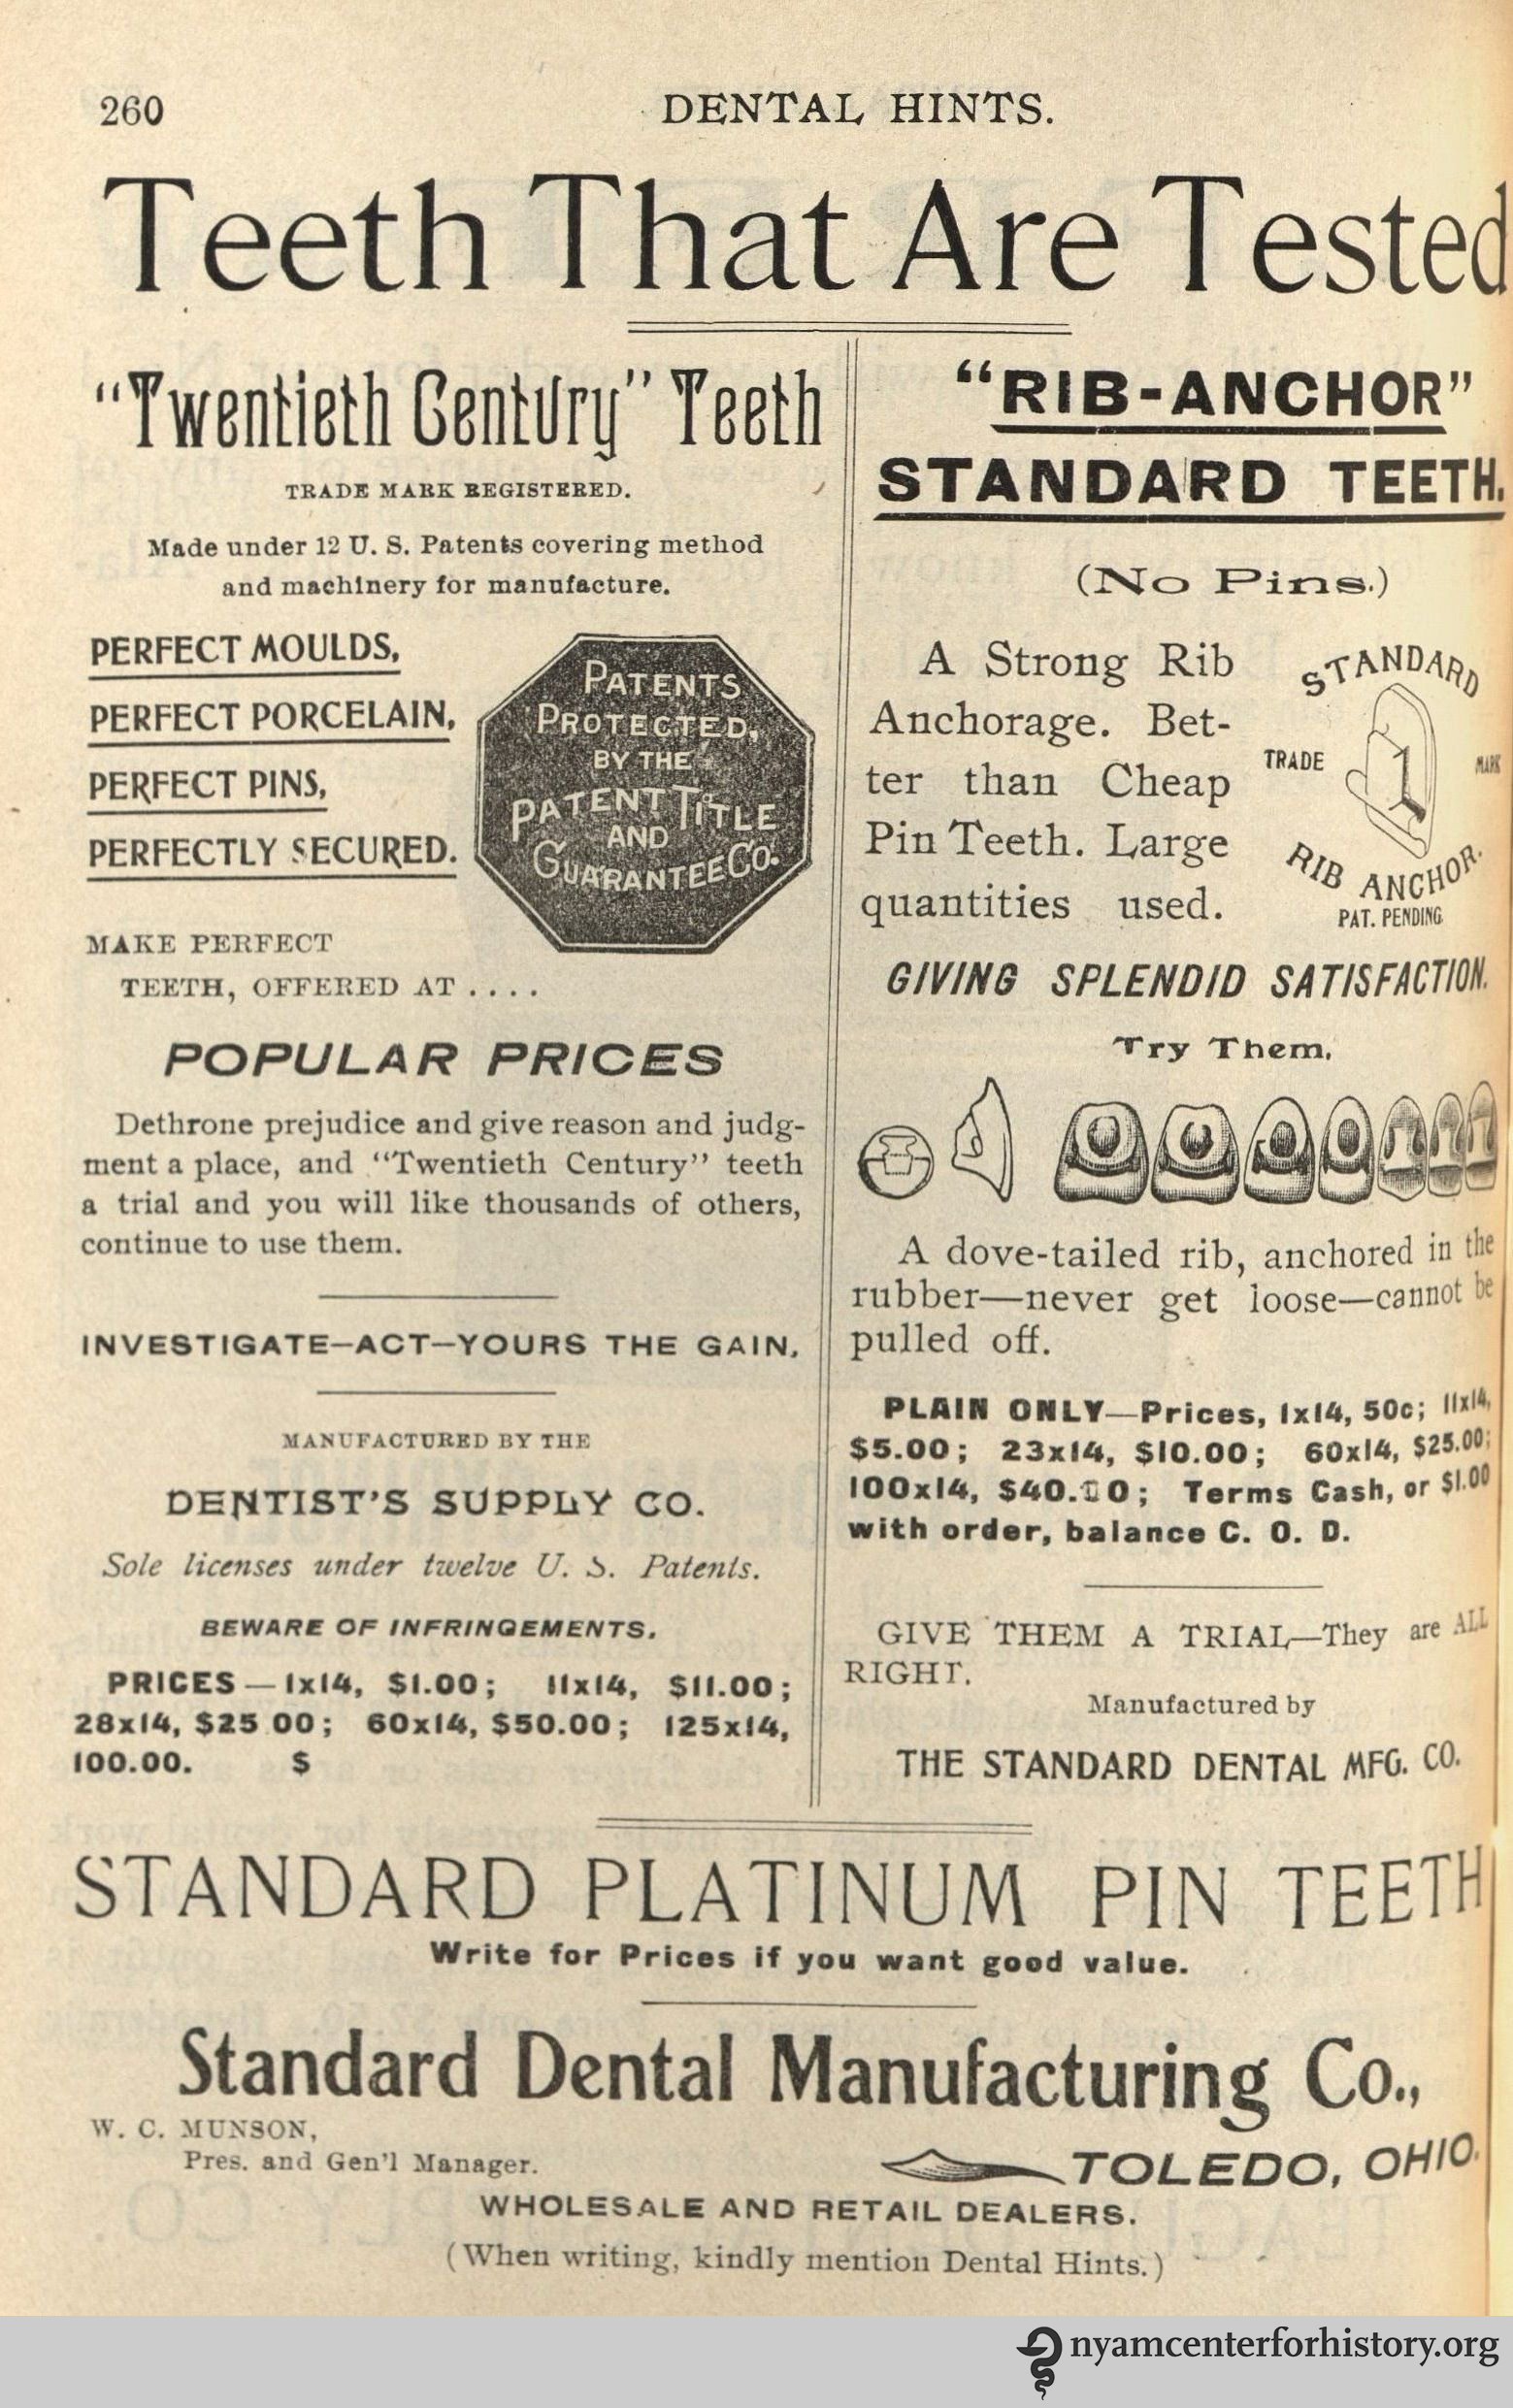 260
DENTAL HINTS.
Teeth That Are Tested
"Twentieth Century" Teeth
TRADE MARK REGISTERED.
Made under 12 U. S. Patents covering method
and machinery for manufacture.
PERFECT MOULDS,
PERFECT PORCELAIN,
PERFECT PINS,
PERFECTLY SECURED.
PATENTS
PROTECTED,
BY THE
PATENT TITLE
AND
GUARANTEE CO.
MAKE PERFECT
TEETH, OFFERED AT ....
POPULAR PRICES
Dethrone prejudice and give reason and judg-
ment a place, and "Twentieth Century" teeth
a trial and you will like thousands of others,
continue to use them.
INVESTIGATE—ACT—YOURS THE GAIN.
MANUFACTURED BY THE
DENTIST'S SUPPLY CO.
Sole licenses under twelve U. S. Patents.
BEWARE OF INFRINGEMENTS.
PRICES — 1x14, $1.00; 11x14, $11.00;
28x14, $25 00; 60x14, $50.00; 125x14,
100.00. $
"RIB-ANCHOR"
STANDARD TEETH.
(No Pins.)
A Strong Rib
Anchorage. Bet-
ter than Cheap
Pin Teeth. Large
quantities used.
STANDARD
TRADE MARK
1
RIB ANCHOR.
PAT. PENDING
GIVING SPLENDID SATISFACTION.
Try Them.
A dove-tailed rib, anchored in the
rubber—never get loose—cannot be
pulled off.
PLAIN ONLY—Prices, 1x14, 50c; 11x14,
$5.00; 23x14, $10.00; 60x14, $25.00;
100x14, $40.00; Terms Cash, or $1.00
with order, balance C. O. D.
GIVE THEM A TRIAL—They are ALL
RIGHT.
Manufactured by
THE STANDARD DENTAL MFG. CO.
STANDARD PLATINUM PIN TEETH
Write for Prices if you want good value.
Standard Dental Manufacturing Co.,
W. C. MUNSON,
Pres. and Gen'l Manager.
TOLEDO, OHIO.
WHOLESALE AND RETAIL DEALERS.
(When writing, kindly mention Dental Hints.)
nyamcenterforhistory.org